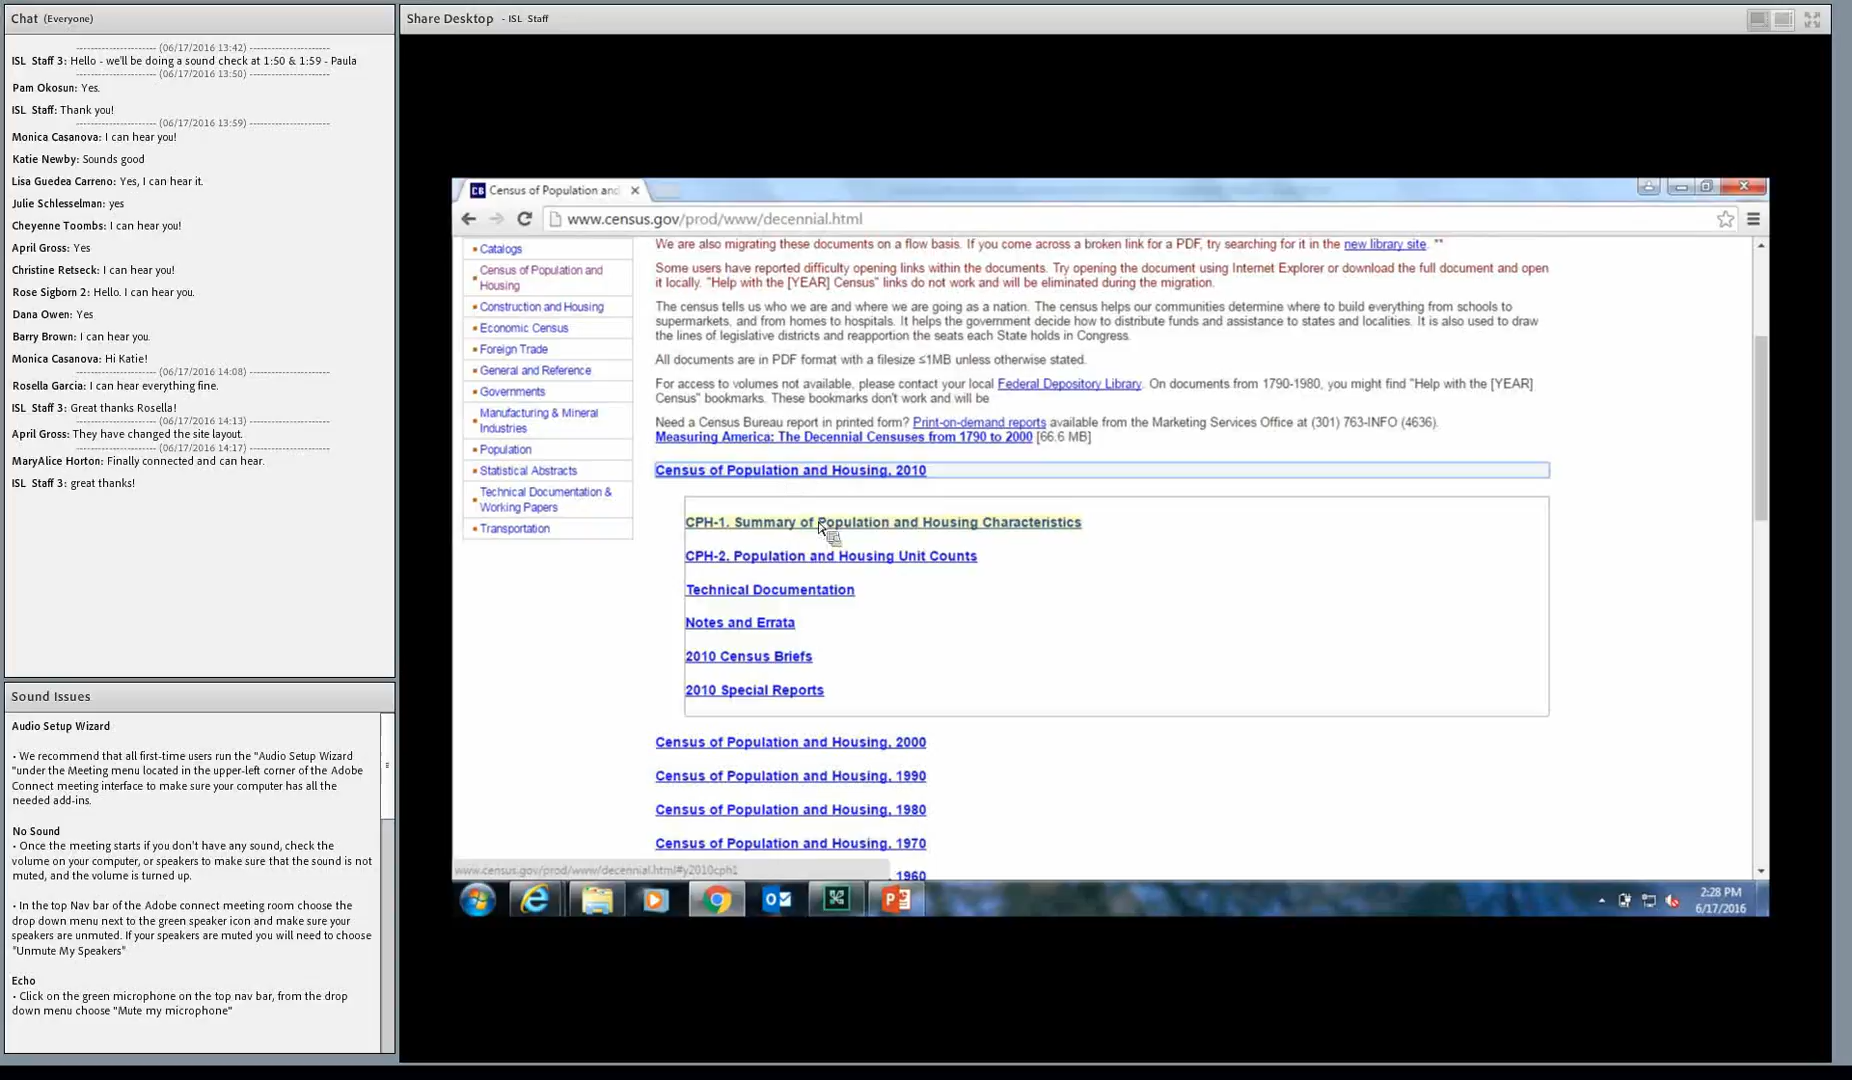 Chat (Everyone)
---------------------- (06/17/2016 13:42) ----------------------
ISL Staff 3: Hello - we'll be doing a sound check at 1:50 & 1:59 - Paula
---------------------- (06/17/2016 13:50) ----------------------
Pam Okosun: Yes.
ISL Staff: Thank you!
---------------------- (06/17/2016 13:59) ----------------------
Monica Casanova: I can hear you!
Katie Newby: Sounds good
Lisa Guedea Carreno: Yes, I can hear it.
Julie Schlesselman: yes
Cheyenne Toombs: I can hear you!
April Gross: Yes
Christine Retseck: I can hear you!
Rose Sigborn 2: Hello. I can hear you.
Dana Owen: Yes
Barry Brown: I can hear you.
Monica Casanova: Hi Katie!
---------------------- (06/17/2016 14:08) ----------------------
Rosella Garcia: I can hear everything fine.
ISL Staff 3: Great thanks Rosella!
---------------------- (06/17/2016 14:13) ----------------------
April Gross: They have changed the site layout.
---------------------- (06/17/2016 14:17) ----------------------
MaryAlice Horton: Finally connected and can hear.
ISL Staff 3: great thanks!
Sound Issues
Audio Setup Wizard
• We recommend that all first-time users run the "Audio Setup Wizard
"under the Meeting menu located in the upper-left corner of the Adobe
Connect meeting interface to make sure your computer has all the
needed add-ins.
No Sound
• Once the meeting starts if you don't have any sound, check the
volume on your computer, or speakers to make sure that the sound is not
muted, and the volume is turned up.
• In the top Nav bar of the Adobe connect meeting room choose the
drop down menu next to the green speaker icon and make sure your
speakers are unmuted. If your speakers are muted you will need to choose
"Unmute My Speakers"
Echo
• Click on the green microphone on the top nav bar, from the drop
down menu choose "Mute my microphone"
Share Desktop - ISL Staff
CB Census of Population and
www.census.gov/prod/www/decennial.html
Catalogs
Census of Population and
Housing
Construction and Housing
Economic Census
Foreign Trade
General and Reference
Governments
Manufacturing & Mineral
Industries
Population
Statistical Abstracts
Technical Documentation &
Working Papers
Transportation
We are also migrating these documents on a flow basis. If you come across a broken link for a PDF, try searching for it in the new library site. **
Some users have reported difficulty opening links within the documents. Try opening the document using Internet Explorer or download the full document and open
it locally. "Help with the [YEAR] Census" links do not work and will be eliminated during the migration.
The census tells us who we are and where we are going as a nation. The census helps our communities determine where to build everything from schools to
supermarkets, and from homes to hospitals. It helps the government decide how to distribute funds and assistance to states and localities. It is also used to draw
the lines of legislative districts and reapportion the seats each State holds in Congress.
All documents are in PDF format with a filesize ≤1MB unless otherwise stated.
For access to volumes not available, please contact your local Federal Depository Library. On documents from 1790-1980, you might find "Help with the [YEAR]
Census" bookmarks. These bookmarks don't work and will be
Need a Census Bureau report in printed form? Print-on-demand reports available from the Marketing Services Office at (301) 763-INFO (4636).
Measuring America: The Decennial Censuses from 1790 to 2000 [66.6 MB]
Census of Population and Housing, 2010
CPH-1. Summary of Population and Housing Characteristics
CPH-2. Population and Housing Unit Counts
Technical Documentation
Notes and Errata
2010 Census Briefs
2010 Special Reports
Census of Population and Housing, 2000
Census of Population and Housing, 1990
Census of Population and Housing, 1980
Census of Population and Housing, 1970
1960
www.census.gov/prod/www/decennial.html#y2010cph1
2:28 PM
6/17/2016